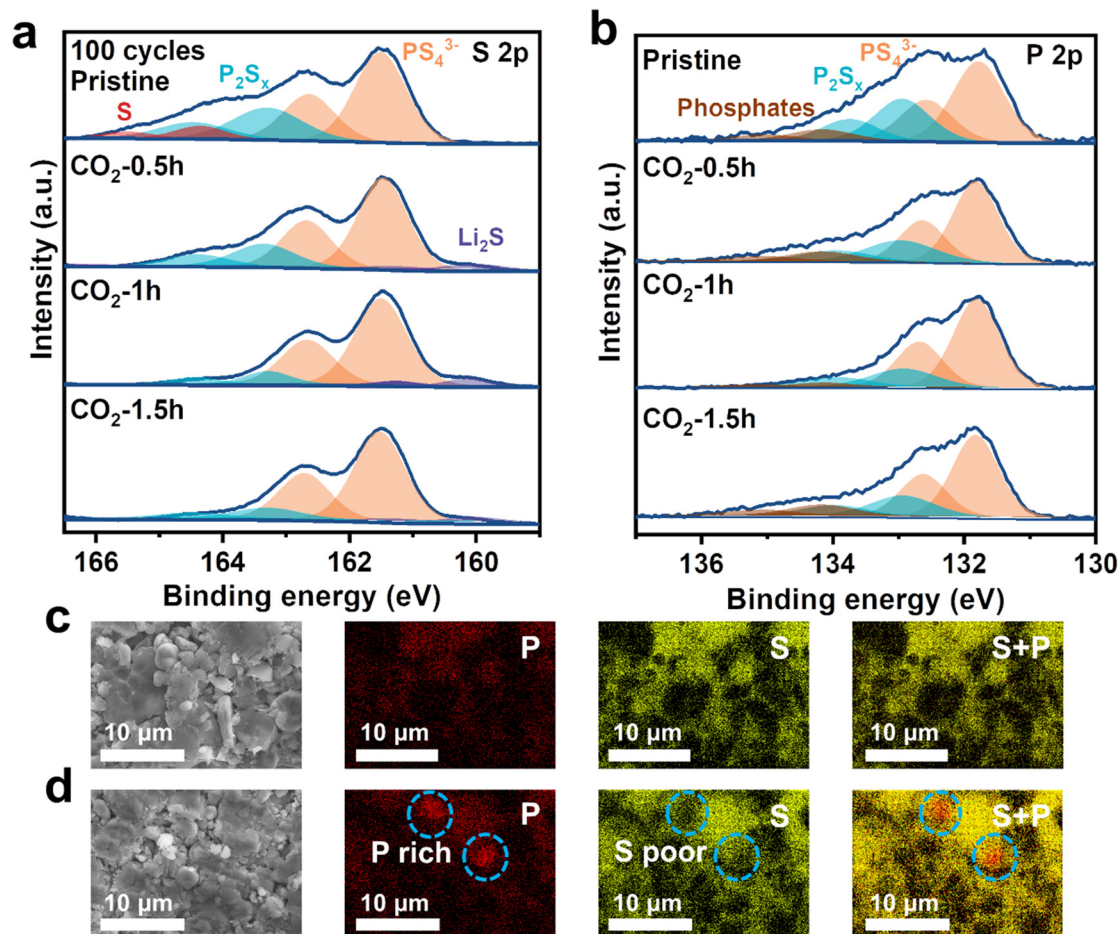 a
100 cycles
Pristine
S
P₂Sₓ
PS₄³⁻
S 2p
CO₂-0.5h
Li₂S
CO₂-1h
CO₂-1.5h
Intensity (a.u.)
166 164 162 160
Binding energy (eV)
b
Pristine
Phosphates
P₂Sₓ
PS₄³⁻
P 2p
CO₂-0.5h
CO₂-1h
CO₂-1.5h
Intensity (a.u.)
136 134 132 130
Binding energy (eV)
c
10 μm
P
10 μm
S
10 μm
S+P
10 μm
d
10 μm
P
P rich
10 μm
S
S poor
10 μm
S+P
10 μm